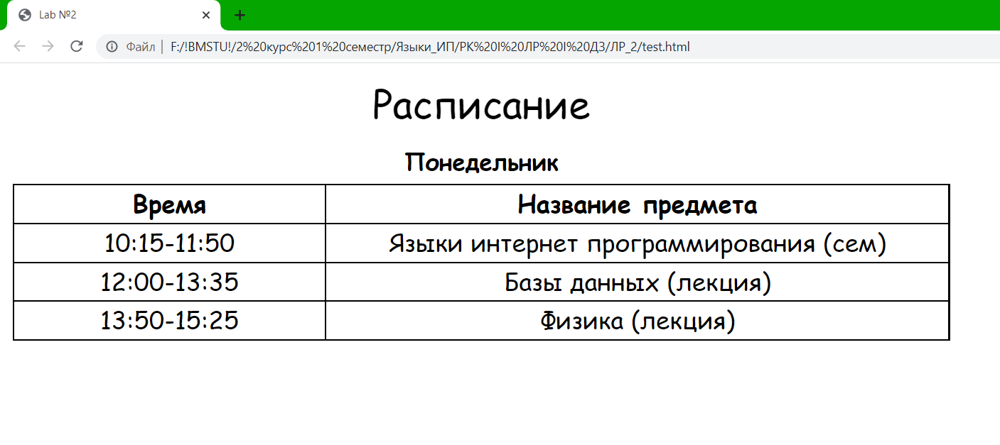 Lab №2
Файл | F:/!BMSTU!/2%20курс%201%20семестр/Языки_ИП/РК%20I%20ЛР%20I%20ДЗ/ЛР_2/test.html
Расписание
Понедельник
Время Название предмета
10:15-11:50 Языки интернет программирования (сем)
12:00-13:35 Базы данных (лекция)
13:50-15:25 Физика (лекция)